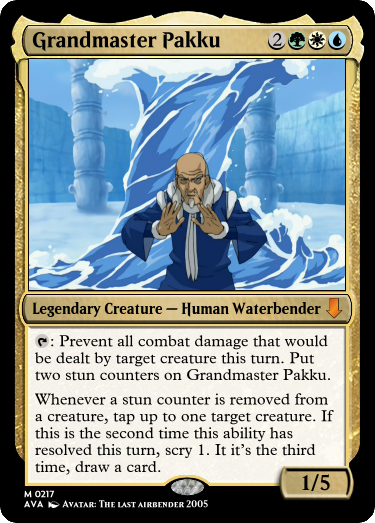 Grandmaster Pakku 2
Legendary Creature — Human Waterbender
: Prevent all combat damage that would
be dealt by target creature this turn. Put
two stun counters on Grandmaster Pakku.
Whenever a stun counter is removed from
a creature, tap up to one target creature. If
this is the second time this ability has
resolved this turn, scry 1. It it's the third
time, draw a card.
1/5
M 0217
AVA Avatar: The last airbender 2005